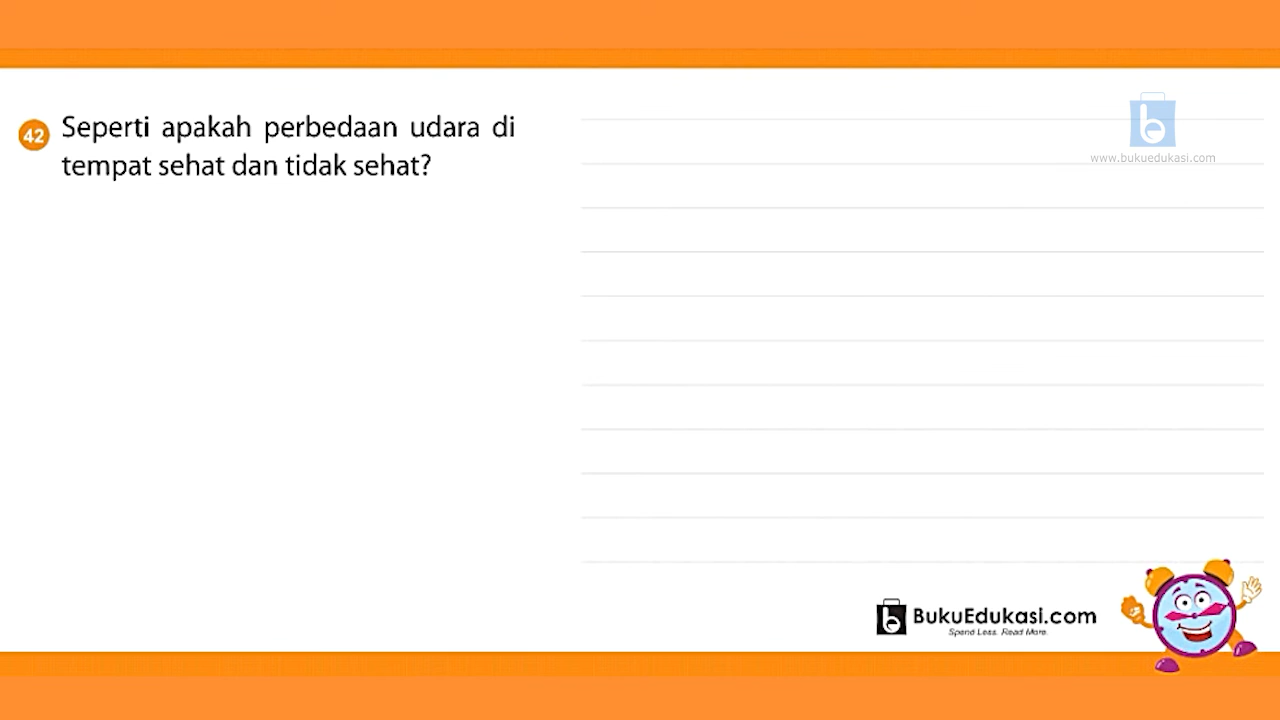 42 Seperti apakah perbedaan udara di
tempat sehat dan tidak sehat?
www.bukuedukasi.com
BukuEdukasi.com
Spend Less. Read More.